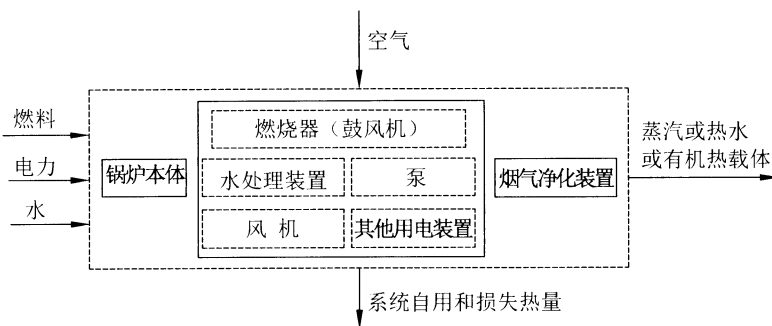 空气
燃料
电力
水
锅炉本体
燃烧器（鼓风机）
水处理装置
泵
风 机
其他用电装置
烟气净化装置
蒸汽或热水
或有机热载体
系统自用和损失热量